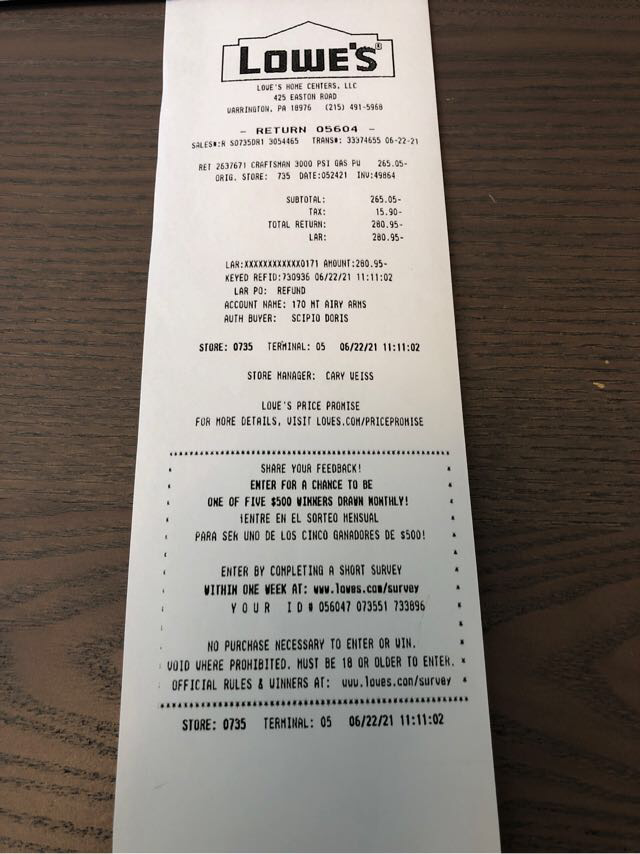 LOWE'S®
LOWE'S HOME CENTERS, LLC
425 EASTON ROAD
WARRINGTON, PA 18976 (215) 491-5968
- RETURN 05604 -
SALES#:R S0735DR1 3054465 TRANS#: 33374655 06-22-21
RET 2637671 CRAFTSMAN 3000 PSI GAS PW 265.05-
ORIG. STORE: 735 DATE:052421 INV:49864
SUBTOTAL: 265.05-
TAX: 15.90-
TOTAL RETURN: 280.95-
LAR: 280.95-
LAR:XXXXXXXXXXXX0171 AMOUNT:280.95-
KEYED REFID:730936 06/22/21 11:11:02
LAR PO: REFUND
ACCOUNT NAME: 170 MT AIRY ARMS
AUTH BUYER: SCIPIO DORIS
STORE: 0735 TERMINAL: 05 06/22/21 11:11:02
STORE MANAGER: CARY WEISS
LOWE'S PRICE PROMISE
FOR MORE DETAILS, VISIT LOWES.COM/PRICEPROMISE
SHARE YOUR FEEDBACK!
ENTER FOR A CHANCE TO BE
ONE OF FIVE $500 WINNERS DRAWN MONTHLY!
¡ENTRE EN EL SORTEO MENSUAL
PARA SER UNO DE LOS CINCO GANADORES DE $500!
ENTER BY COMPLETING A SHORT SURVEY
WITHIN ONE WEEK AT: www.lowes.com/survey
Y O U R I D # 056047 073551 733896
NO PURCHASE NECESSARY TO ENTER OR WIN.
VOID WHERE PROHIBITED. MUST BE 18 OR OLDER TO ENTER.
OFFICIAL RULES & WINNERS AT: www.lowes.com/survey
STORE: 0735 TERMINAL: 05 06/22/21 11:11:02